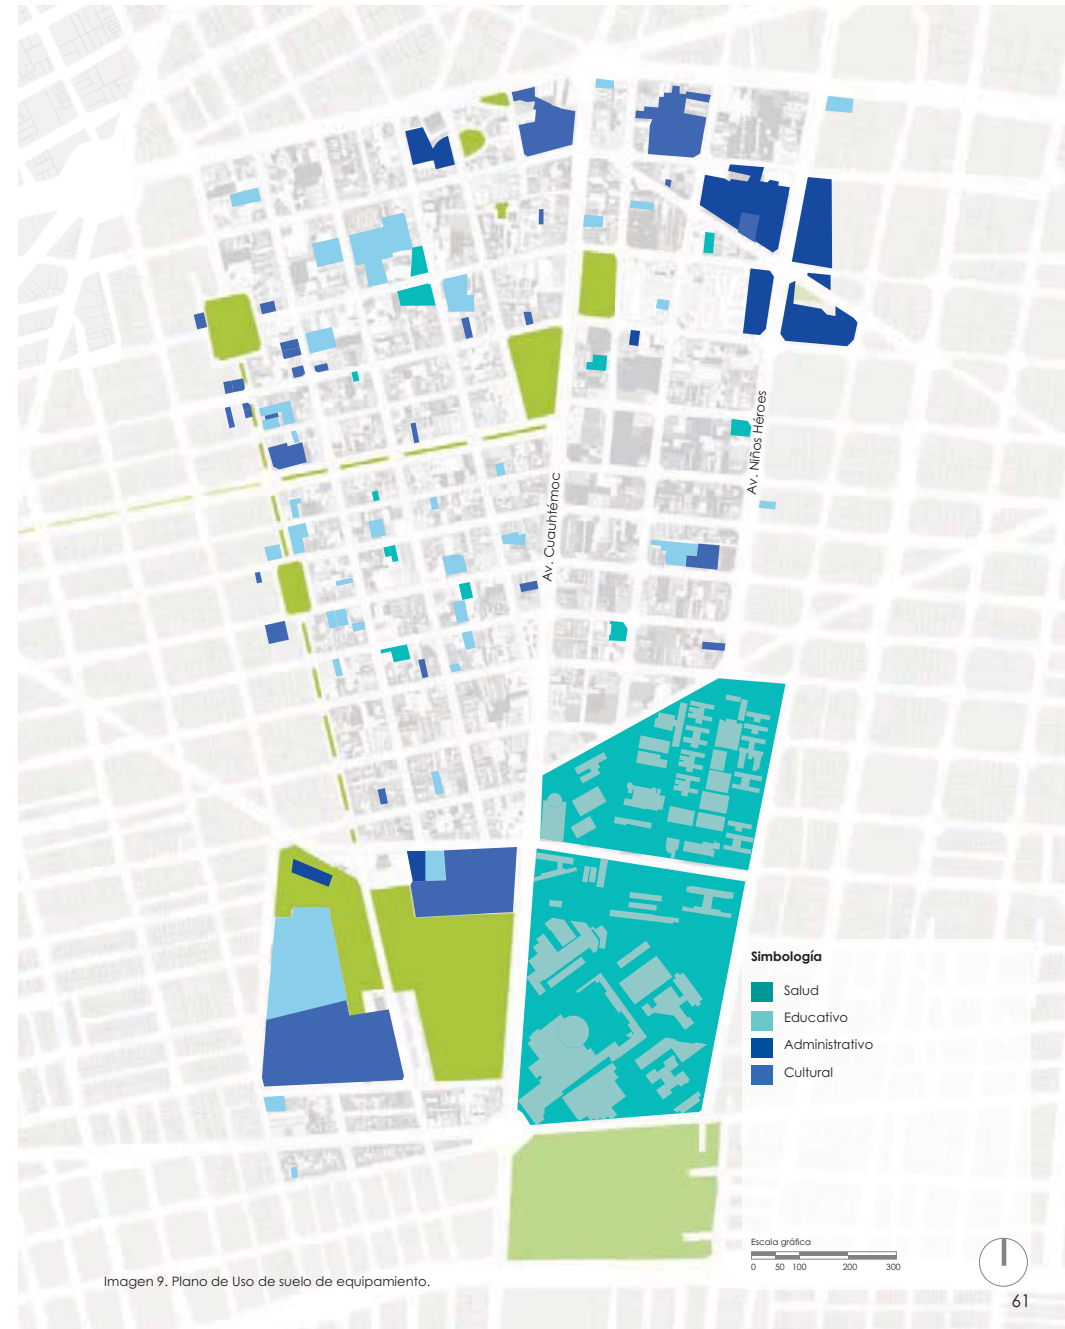 Av. Niños Héroes
Av. Cuauhtémoc
Simbología
Salud
Educativo
Administrativo
Cultural
Escala gráfica
0 50 100 200 300
Imagen 9. Plano de Uso de suelo de equipamiento.
61